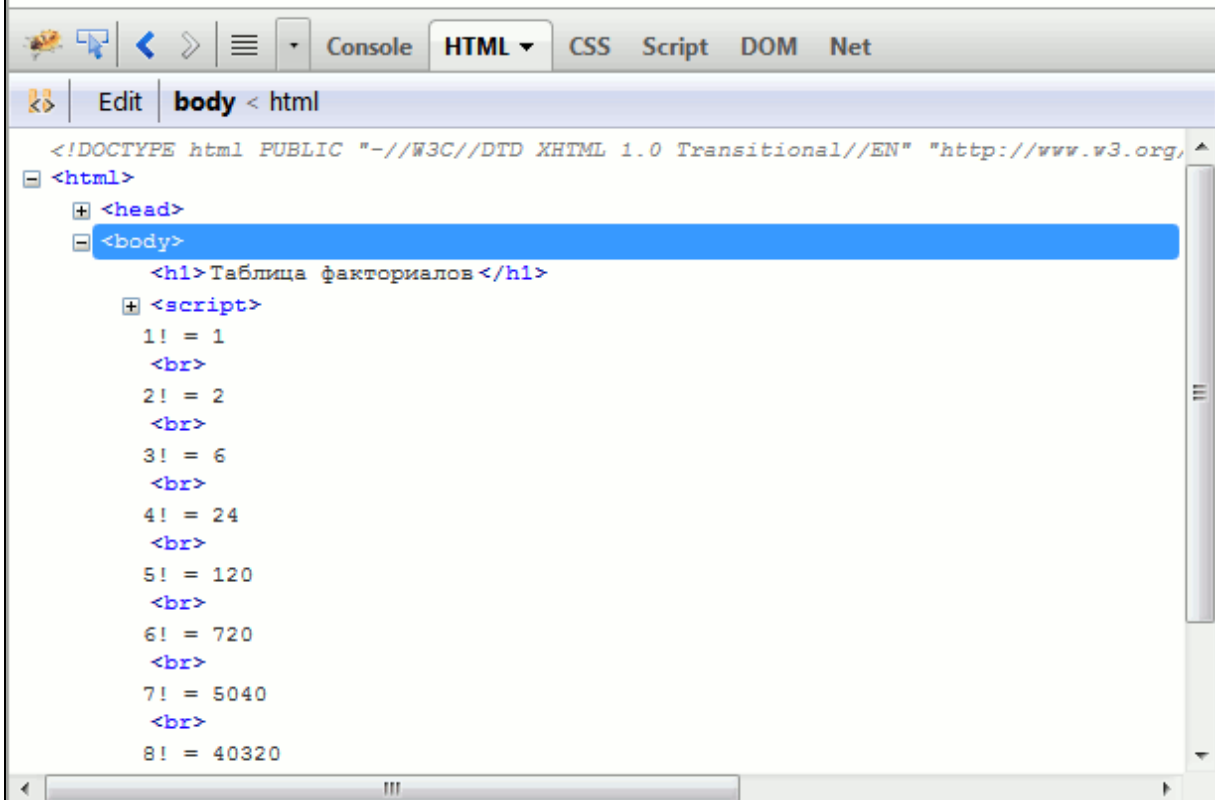 Console HTML CSS Script DOM Net
Edit body < html
<!DOCTYPE html PUBLIC "-//W3C//DTD XHTML 1.0 Transitional//EN" "http://www.w3.org/
<html>
<head>
<body>
<h1>Таблица факториалов</h1>
<script>
1! = 1
<br>
2! = 2
<br>
3! = 6
<br>
4! = 24
<br>
5! = 120
<br>
6! = 720
<br>
7! = 5040
<br>
8! = 40320